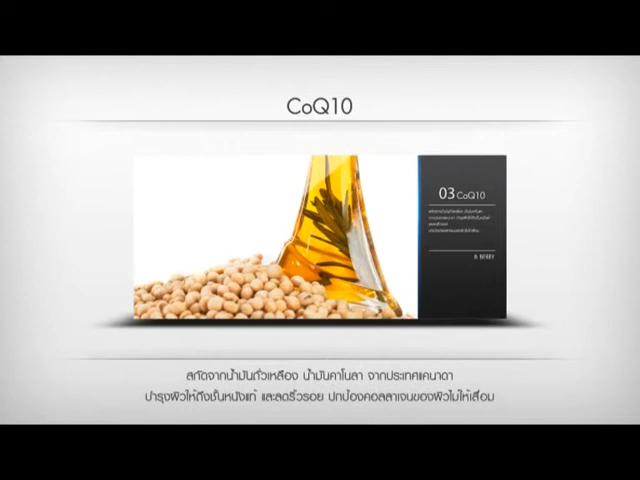 CoQ10
03 CoQ10
B BERRY
สกัดจากน้ำมันถั่วเหลือง น้ำมันคาโนลา จากประเทศแคนาดา
บำรุงผิวให้ถึงชั้นหนังแท้ และลดริ้วรอย ปกป้องคอลลาเจนของผิวไม่ให้เสื่อม